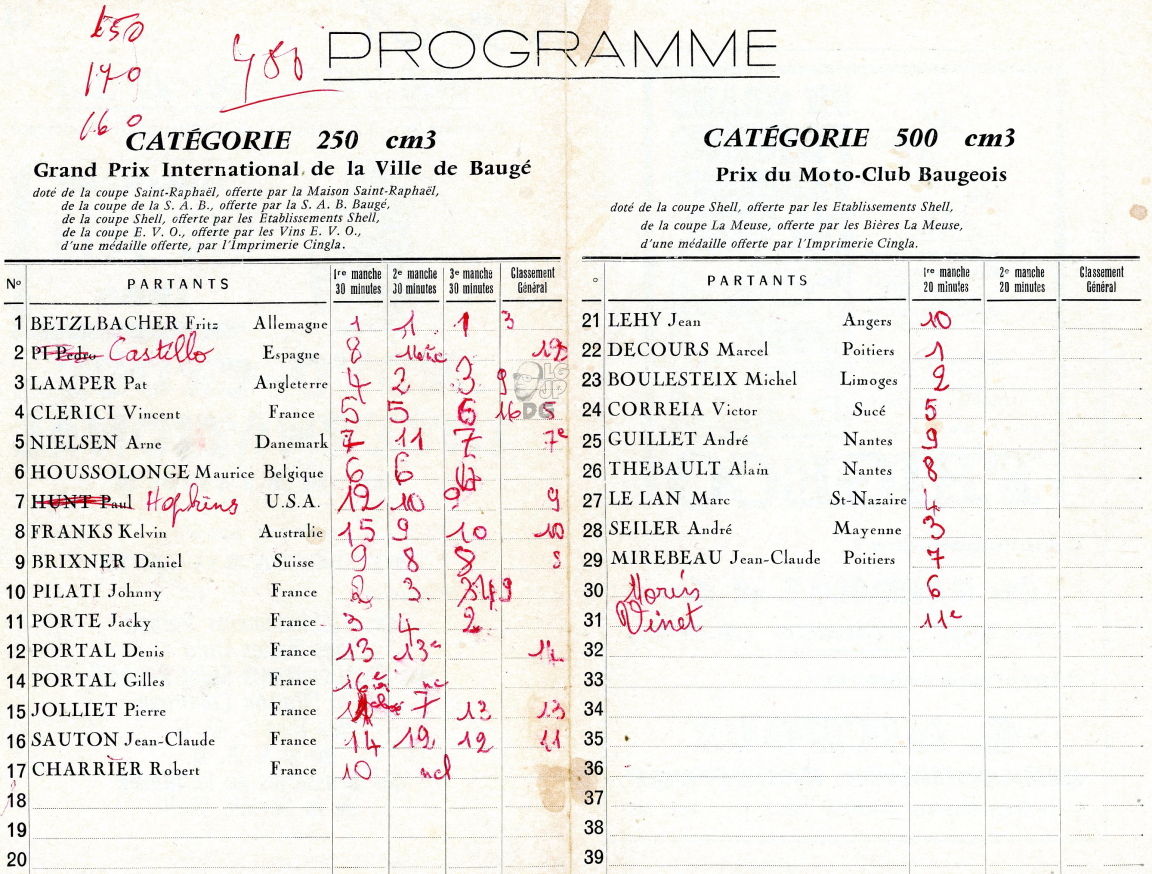 250
170
160
480
PROGRAMME
CATÉGORIE 250 cm3
Grand Prix International de la Ville de Baugé
doté de la coupe Saint-Raphaël, offerte par la Maison Saint-Raphaël,
de la coupe de la S. A. B., offerte par la S. A. B. Baugé,
de la coupe Shell, offerte par les Etablissements Shell,
de la coupe E. V. O., offerte par les Vins E. V. O.,
d'une médaille offerte, par l'Imprimerie Cingla.
No PARTANTS 1re manche 30 minutes 2e manche 30 minutes 3e manche 30 minutes Classement Général
1 BETZLBACHER Fritz Allemagne 1 1 1 3
2 PI Pedro Castillo Espagne 8 12
3 LAMPER Pat Angleterre 4 2 3 9
4 CLERICI Vincent France 5 5 6 16 5
5 NIELSEN Arne Danemark 7 11 7 7e
6 HOUSSOLONGE Maurice Belgique 6 6
7 HUNT Paul Hopkins U.S.A. 12 10 9 9
8 FRANKS Kelvin Australie 15 9 10 10
9 BRIXNER Daniel Suisse 9 8 8
10 PILATI Johnny France 2 3 9
11 PORTE Jacky France 3 4 2
12 PORTAL Denis France 13 13e
14 PORTAL Gilles France 16e nc
15 JOLLIET Pierre France 7 13 13
16 SAUTON Jean-Claude France 14 12 12 11
17 CHARRIER Robert France 10 ncl
18
19
20
CATÉGORIE 500 cm3
Prix du Moto-Club Baugeois
doté de la coupe Shell, offerte par les Etablissements Shell,
de la coupe La Meuse, offerte par les Bières La Meuse,
d'une médaille offerte par l'Imprimerie Cingla.
o PARTANTS 1re manche 20 minutes 2e manche 20 minutes Classement Général
21 LEHY Jean Angers 10
22 DECOURS Marcel Poitiers 1
23 BOULESTEIX Michel Limoges 2
24 CORREIA Victor Sucé 5
25 GUILLET André Nantes 9
26 THEBAULT Alain Nantes 8
27 LE LAN Marc St-Nazaire 4
28 SEILER André Mayenne 3
29 MIREBEAU Jean-Claude Poitiers 7
30 Moris 6
31 Vinet 11e
32
33
34
35
36
37
38
39
LG
JP
DG